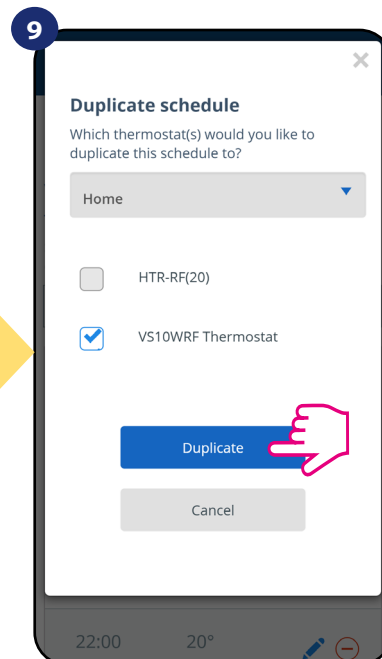 9
Duplicate schedule
Which thermostat(s) would you like to
duplicate this schedule to?
Home
HTR-RF(20)
VS10WRF Thermostat
Duplicate
Cancel
22:00 20°